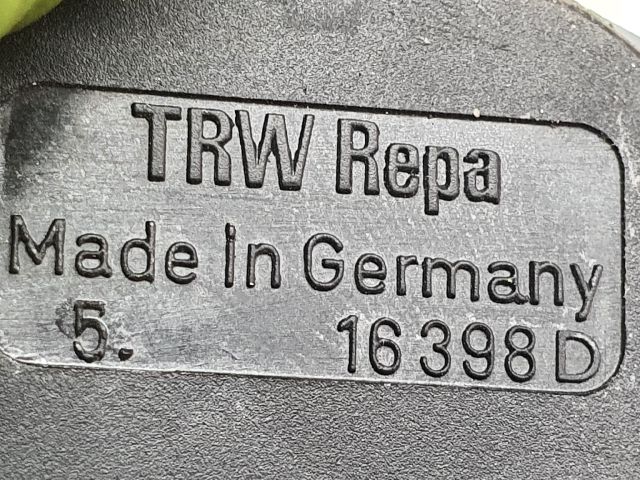 TRW Repa
Made In Germany
5. 16 398 D